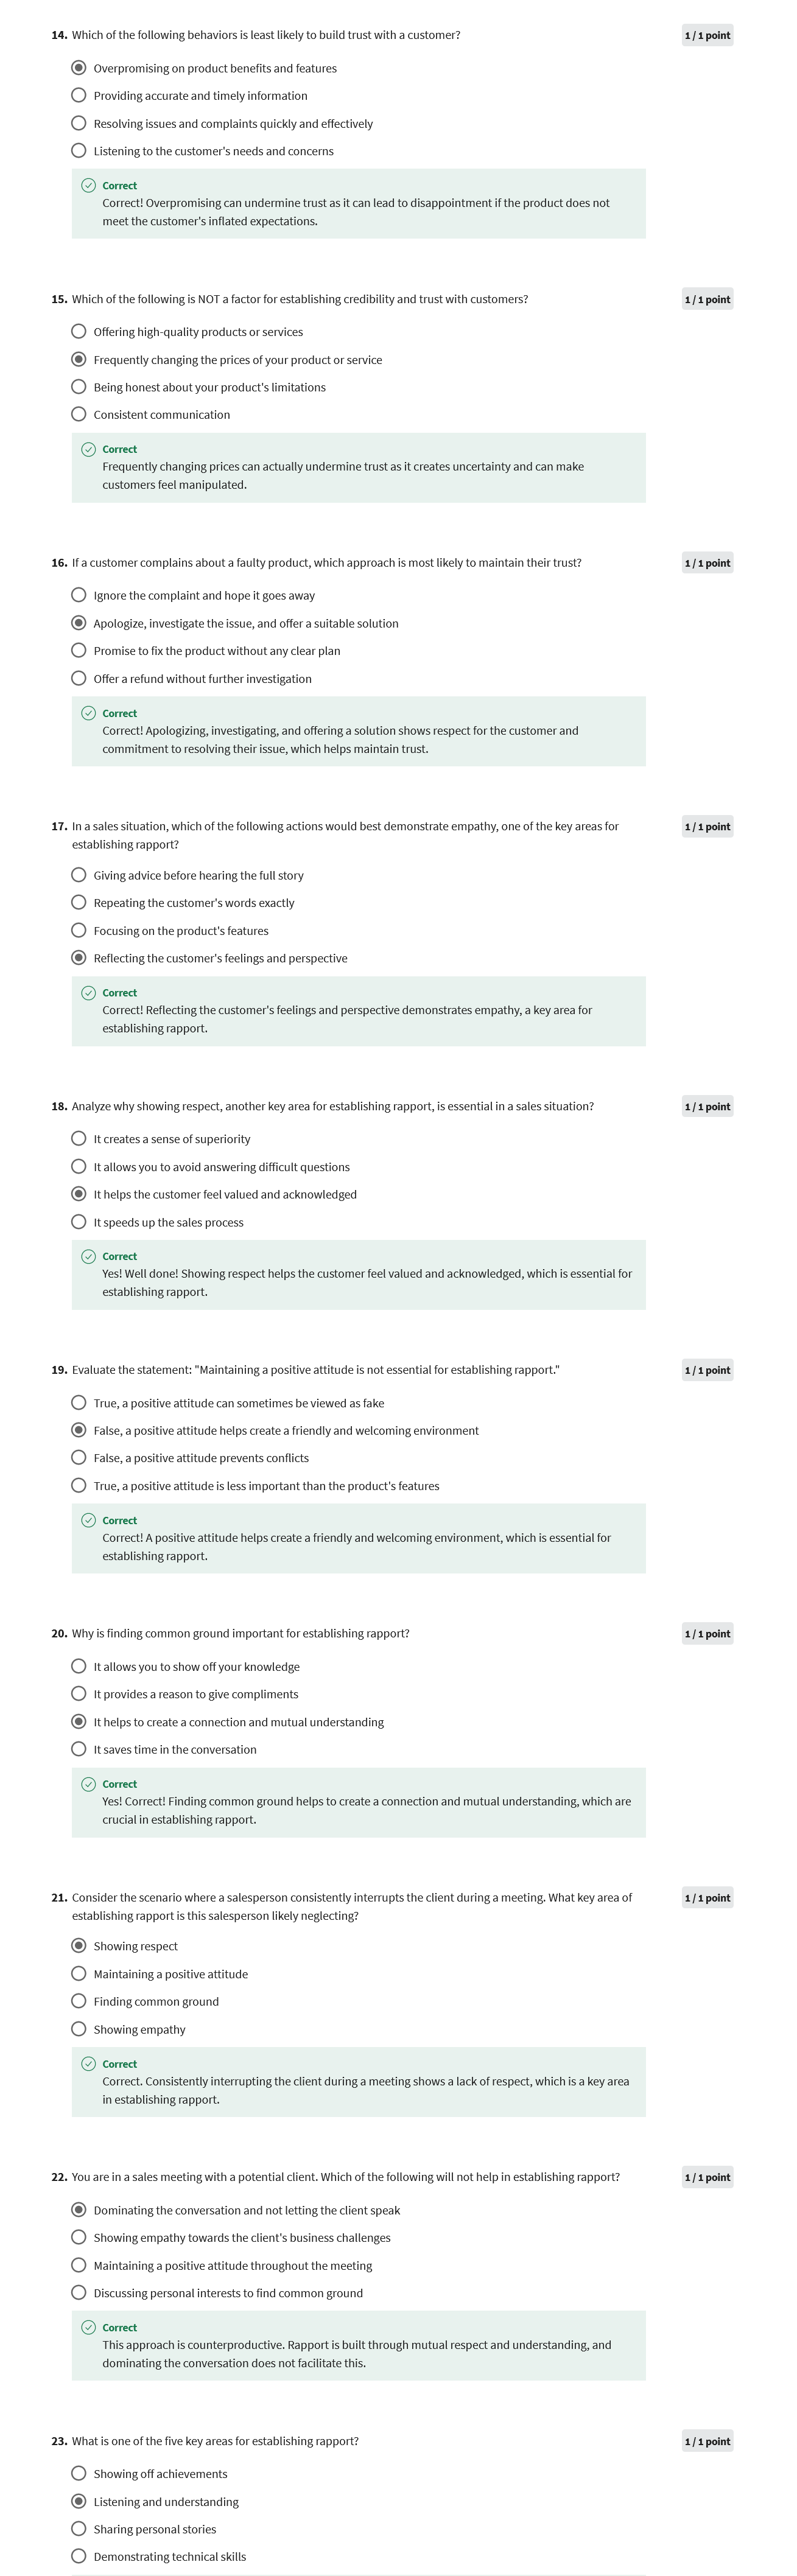 14. Which of the following behaviors is least likely to build trust with a customer?
1 / 1 point
Overpromising on product benefits and features
Providing accurate and timely information
Resolving issues and complaints quickly and effectively
Listening to the customer's needs and concerns
Correct
Correct! Overpromising can undermine trust as it can lead to disappointment if the product does not
meet the customer's inflated expectations.
15. Which of the following is NOT a factor for establishing credibility and trust with customers?
1 / 1 point
Offering high-quality products or services
Frequently changing the prices of your product or service
Being honest about your product's limitations
Consistent communication
Correct
Frequently changing prices can actually undermine trust as it creates uncertainty and can make
customers feel manipulated.
16. If a customer complains about a faulty product, which approach is most likely to maintain their trust?
1 / 1 point
Ignore the complaint and hope it goes away
Apologize, investigate the issue, and offer a suitable solution
Promise to fix the product without any clear plan
Offer a refund without further investigation
Correct
Correct! Apologizing, investigating, and offering a solution shows respect for the customer and
commitment to resolving their issue, which helps maintain trust.
17. In a sales situation, which of the following actions would best demonstrate empathy, one of the key areas for
establishing rapport?
1 / 1 point
Giving advice before hearing the full story
Repeating the customer's words exactly
Focusing on the product's features
Reflecting the customer's feelings and perspective
Correct
Correct! Reflecting the customer's feelings and perspective demonstrates empathy, a key area for
establishing rapport.
18. Analyze why showing respect, another key area for establishing rapport, is essential in a sales situation?
1 / 1 point
It creates a sense of superiority
It allows you to avoid answering difficult questions
It helps the customer feel valued and acknowledged
It speeds up the sales process
Correct
Yes! Well done! Showing respect helps the customer feel valued and acknowledged, which is essential for
establishing rapport.
19. Evaluate the statement: "Maintaining a positive attitude is not essential for establishing rapport."
1 / 1 point
True, a positive attitude can sometimes be viewed as fake
False, a positive attitude helps create a friendly and welcoming environment
False, a positive attitude prevents conflicts
True, a positive attitude is less important than the product's features
Correct
Correct! A positive attitude helps create a friendly and welcoming environment, which is essential for
establishing rapport.
20. Why is finding common ground important for establishing rapport?
1 / 1 point
It allows you to show off your knowledge
It provides a reason to give compliments
It helps to create a connection and mutual understanding
It saves time in the conversation
Correct
Yes! Correct! Finding common ground helps to create a connection and mutual understanding, which are
crucial in establishing rapport.
21. Consider the scenario where a salesperson consistently interrupts the client during a meeting. What key area of
establishing rapport is this salesperson likely neglecting?
1 / 1 point
Showing respect
Maintaining a positive attitude
Finding common ground
Showing empathy
Correct
Correct. Consistently interrupting the client during a meeting shows a lack of respect, which is a key area
in establishing rapport.
22. You are in a sales meeting with a potential client. Which of the following will not help in establishing rapport?
1 / 1 point
Dominating the conversation and not letting the client speak
Showing empathy towards the client's business challenges
Maintaining a positive attitude throughout the meeting
Discussing personal interests to find common ground
Correct
This approach is counterproductive. Rapport is built through mutual respect and understanding, and
dominating the conversation does not facilitate this.
23. What is one of the five key areas for establishing rapport?
1 / 1 point
Showing off achievements
Listening and understanding
Sharing personal stories
Demonstrating technical skills